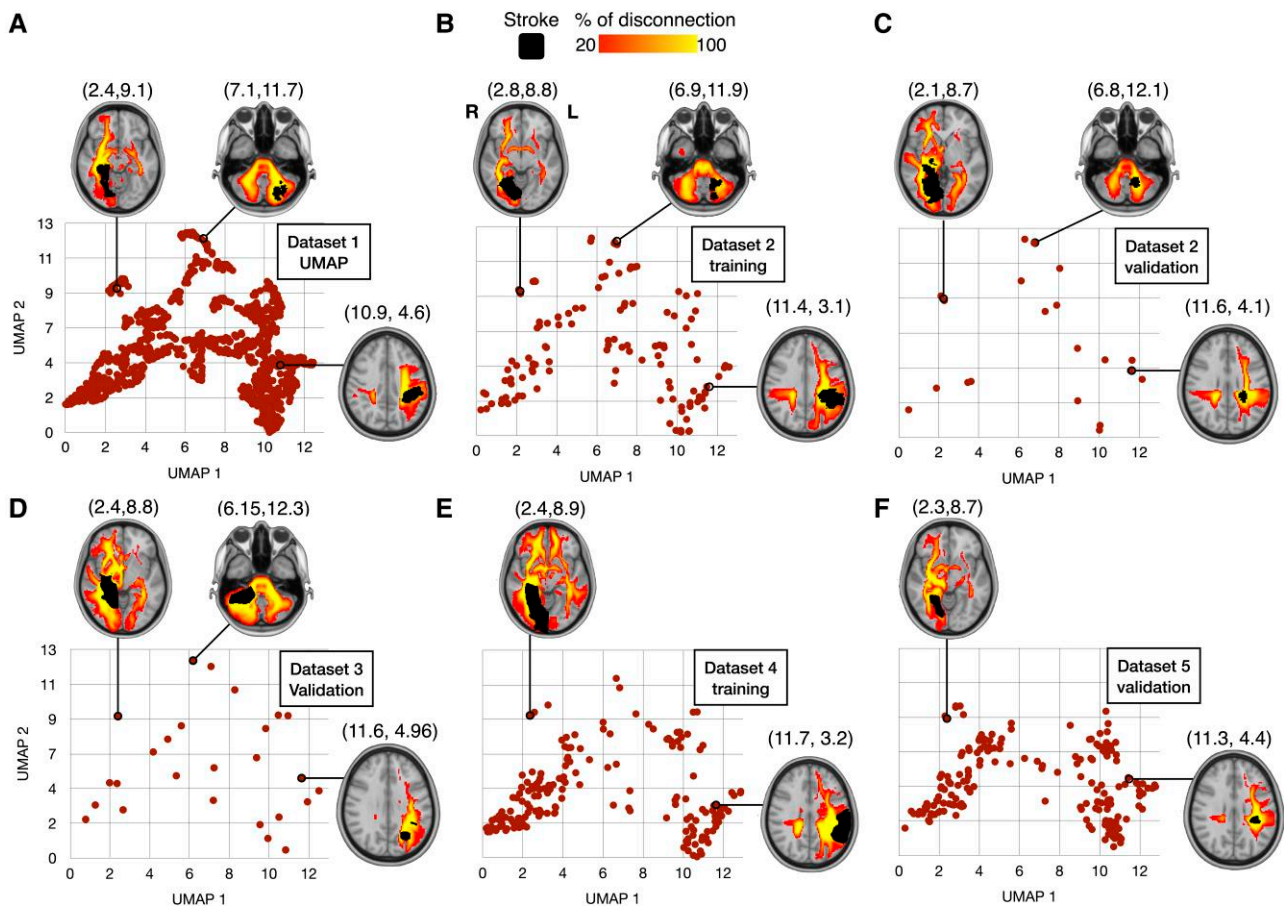 A
B
C
Stroke
% of disconnection
20
100
(2.4,9.1)
(7.1,11.7)
(2.8,8.8)
(6.9,11.9)
(2.1,8.7)
(6.8,12.1)
R
L
13
11
9
7
4
2
0
UMAP 2
Dataset 1
UMAP
Dataset 2
training
Dataset 2
validation
(10.9, 4.6)
(11.4, 3.1)
(11.6, 4.1)
0 2 4 6 8 10 12
UMAP 1
0 2 4 6 8 10 12
UMAP 1
0 2 4 6 8 10 12
UMAP 1
D
E
F
(2.4,8.8)
(6.15,12.3)
(2.4,8.9)
(2.3,8.7)
13
11
9
7
4
2
0
UMAP 2
Dataset 3
Validation
Dataset 4
training
Dataset 5
validation
(11.6, 4.96)
(11.7, 3.2)
(11.3, 4.4)
0 2 4 6 8 10 12
UMAP 1
0 2 4 6 8 10 12
UMAP 1
0 2 4 6 8 10 12
UMAP 1